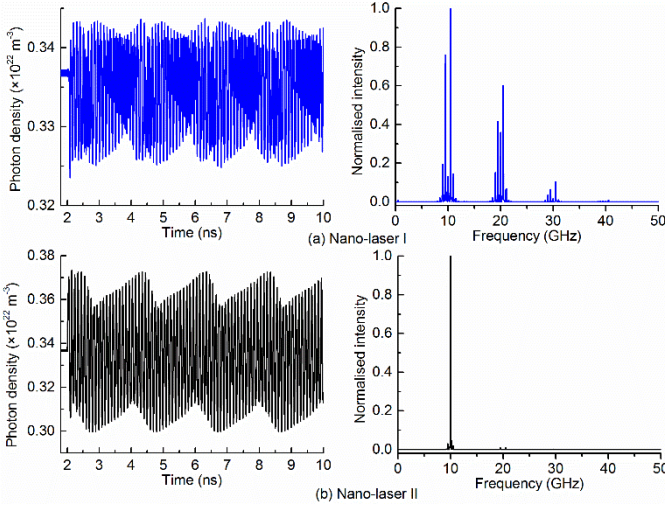 Photon density (×10²² m⁻³)
0.34
0.33
0.32
2 3 4 5 6 7 8 9 10
Time (ns)
Normalised intensity
1.0
0.8
0.6
0.4
0.2
0.0
0 10 20 30 40 50
Frequency (GHz)
(a) Nano-laser I
Photon density (×10²² m⁻³)
0.38
0.36
0.34
0.32
0.30
2 3 4 5 6 7 8 9 10
Time (ns)
Normalised intensity
1.0
0.8
0.6
0.4
0.2
0.0
0 10 20 30 40 50
Frequency (GHz)
(b) Nano-laser II